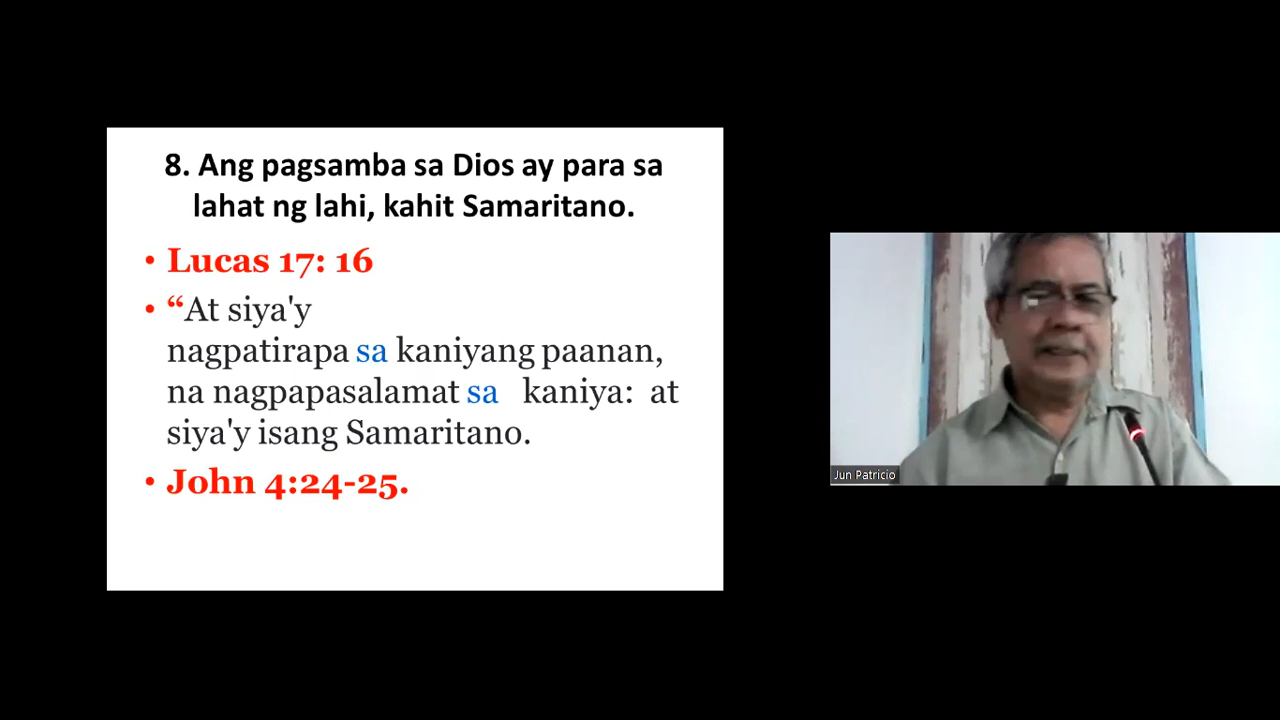 8. Ang pagsamba sa Dios ay para sa
lahat ng lahi, kahit Samaritano.
• Lucas 17: 16
• “At siya'y
nagpatirapa sa kaniyang paanan,
na nagpapasalamat sa kaniya: at
siya'y isang Samaritano.
• John 4:24-25.
Jun Patricio